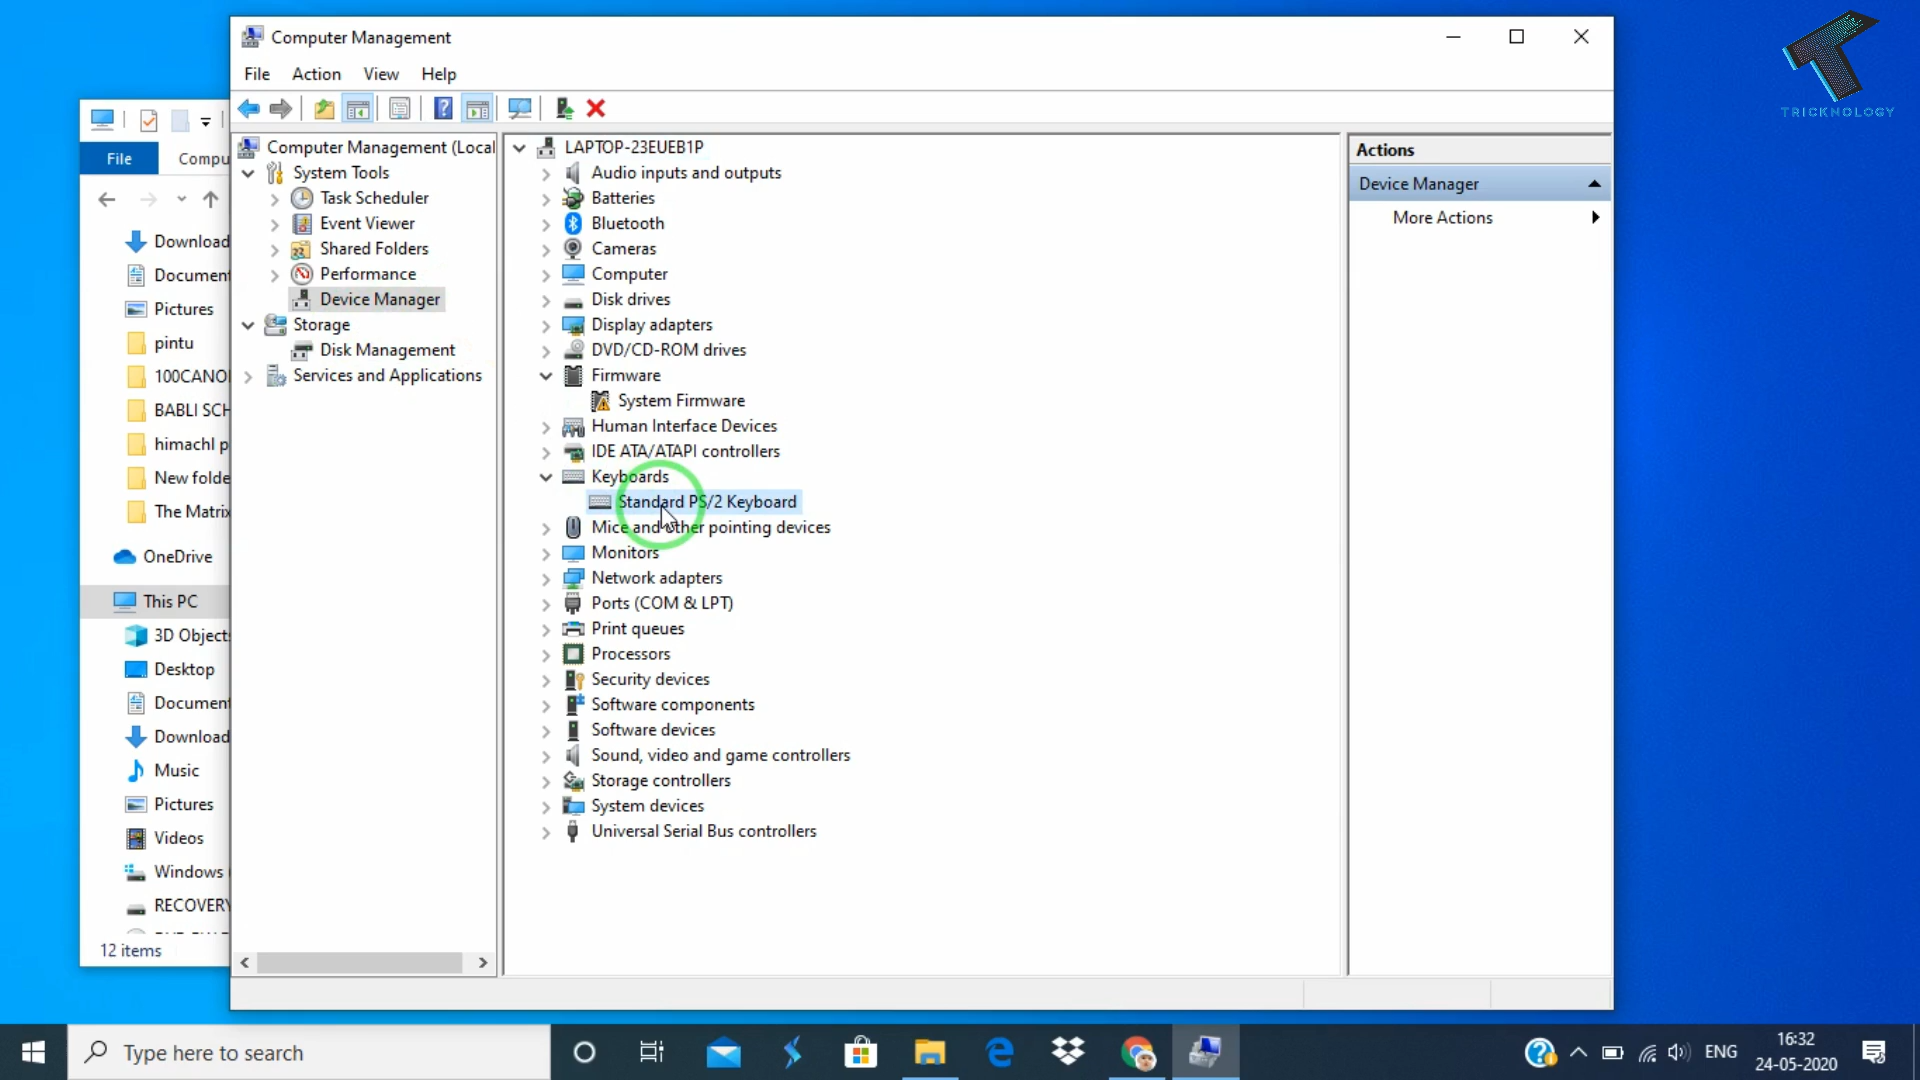 Computer Management
File Action View Help
File Compu
Download
Documen
Pictures
pintu
100CANO
BABLI SCH
himachl p
New folde
The Matrix
OneDrive
This PC
3D Objects
Desktop
Documen
Download
Music
Pictures
Videos
Windows
RECOVERY
12 items
Computer Management (Local
System Tools
Task Scheduler
Event Viewer
Shared Folders
Performance
Device Manager
Storage
Disk Management
Services and Applications
LAPTOP-23EUEB1P
Audio inputs and outputs
Batteries
Bluetooth
Cameras
Computer
Disk drives
Display adapters
DVD/CD-ROM drives
Firmware
System Firmware
Human Interface Devices
IDE ATA/ATAPI controllers
Keyboards
Standard PS/2 Keyboard
Mice and other pointing devices
Monitors
Network adapters
Ports (COM & LPT)
Print queues
Processors
Security devices
Software components
Software devices
Sound, video and game controllers
Storage controllers
System devices
Universal Serial Bus controllers
Actions
Device Manager
More Actions
TRICKNOLOGY
Type here to search
ENG
16:32
24-05-2020